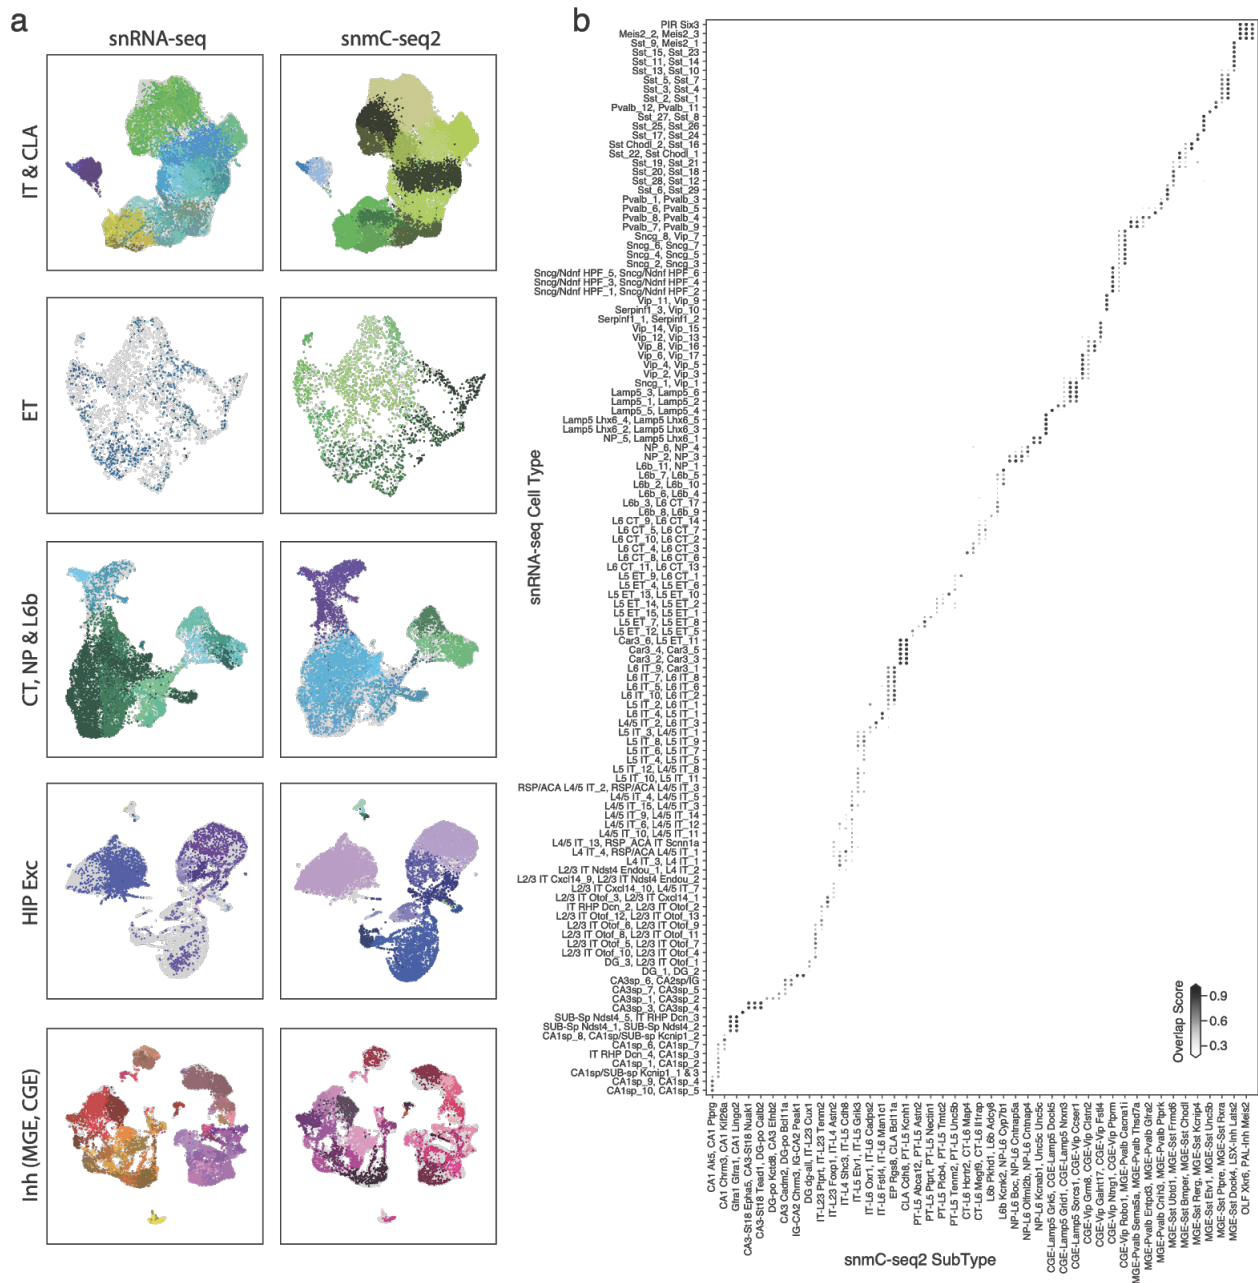 a
snRNA-seq
snmC-seq2
IT & CLA
ET
CT, NP & L6b
HIP Exc
Inh (MGE, CGE)
b
snRNA-seq Cell Type
PIR Six3
Meis2_2, Meis2_3
Sst_9, Meis2_1
Sst_15, Sst_23
Sst_11, Sst_14
Sst_13, Sst_10
Sst_5, Sst_7
Sst_3, Sst_4
Sst_2, Sst_1
Pvalb_12, Pvalb_11
Sst_27, Sst_8
Sst_25, Sst_26
Sst_17, Sst_24
Sst Chodl_2, Sst_16
Sst_22, Sst Chodl_1
Sst_19, Sst_21
Sst_20, Sst_18
Sst_28, Sst_12
Sst_6, Sst_29
Pvalb_1, Pvalb_3
Pvalb_6, Pvalb_5
Pvalb_8, Pvalb_4
Pvalb_7, Pvalb_9
Sncg_8, Vip_7
Sncg_6, Sncg_7
Sncg_4, Sncg_5
Sncg_2, Sncg_3
Sncg/Ndnf HPF_5, Sncg/Ndnf HPF_6
Sncg/Ndnf HPF_3, Sncg/Ndnf HPF_4
Sncg/Ndnf HPF_1, Sncg/Ndnf HPF_2
Vip_11, Vip_9
Serpinf1_3, Vip_10
Serpinf1_1, Serpinf1_2
Vip_14, Vip_15
Vip_12, Vip_13
Vip_8, Vip_16
Vip_6, Vip_17
Vip_4, Vip_5
Vip_2, Vip_3
Sncg_1, Vip_1
Lamp5_3, Lamp5_6
Lamp5_1, Lamp5_2
Lamp5_5, Lamp5_4
Lamp5 Lhx6_4, Lamp5 Lhx6_5
Lamp5 Lhx6_2, Lamp5 Lhx6_3
NP_5, Lamp5 Lhx6_1
NP_6, NP_4
NP_2, NP_3
L6b_11, NP_1
L6b_7, L6b_5
L6b_2, L6b_10
L6b_6, L6b_4
L6b_3, L6 CT_17
L6b_8, L6b_9
L6 CT_9, L6 CT_14
L6 CT_5, L6 CT_7
L6 CT_10, L6 CT_2
L6 CT_4, L6 CT_3
L6 CT_8, L6 CT_6
L6 CT_11, L6 CT_13
L5 ET_9, L6 CT_1
L5 ET_4, L5 ET_6
L5 ET_13, L5 ET_10
L5 ET_14, L5 ET_2
L5 ET_15, L5 ET_1
L5 ET_7, L5 ET_8
L5 ET_12, L5 ET_5
Car3_6, L5 ET_11
Car3_4, Car3_5
Car3_2, Car3_3
L6 IT_9, Car3_1
L6 IT_7, L6 IT_8
L6 IT_5, L6 IT_6
L6 IT_10, L6 IT_2
L5 IT_2, L6 IT_1
L6 IT_4, L5 IT_1
L4/5 IT_2, L6 IT_3
L5 IT_3, L4/5 IT_1
L5 IT_8, L5 IT_9
L5 IT_6, L5 IT_7
L5 IT_4, L5 IT_5
L5 IT_12, L4/5 IT_8
L5 IT_10, L5 IT_11
RSP/ACA L4/5 IT_2, RSP/ACA L4/5 IT_3
L4/5 IT_4, L4/5 IT_5
L4/5 IT_15, L4/5 IT_3
L4/5 IT_9, L4/5 IT_14
L4/5 IT_6, L4/5 IT_12
L4/5 IT_10, L4/5 IT_11
L4/5 IT_13, RSP_ACA IT Scnn1a
L4 IT_4, RSP/ACA L4/5 IT_1
L4 IT_3, L4 IT_1
L2/3 IT Ndst4 Endou_1, L4 IT_2
L2/3 IT Cxcl14_9, L2/3 IT Ndst4 Endou_2
L2/3 IT Cxcl14_10, L4/5 IT_7
L2/3 IT Otof_3, L2/3 IT Cxcl14_1
IT RHP Dcn_2, L2/3 IT Otof_2
L2/3 IT Otof_12, L2/3 IT Otof_13
L2/3 IT Otof_6, L2/3 IT Otof_9
L2/3 IT Otof_8, L2/3 IT Otof_11
L2/3 IT Otof_5, L2/3 IT Otof_7
L2/3 IT Otof_10, L2/3 IT Otof_4
DG_3, L2/3 IT Otof_1
DG_1, DG_2
CA3sp_6, CA2sp/IG
CA3sp_7, CA3sp_5
CA3sp_1, CA3sp_2
CA3sp_3, CA3sp_4
SUB-Sp Ndst4_5, IT RHP Dcn_3
SUB-Sp Ndst4_1, SUB-Sp Ndst4_2
CA1sp_8, CA1sp/SUB-sp Kcnip1_2
CA1sp_6, CA1sp_7
IT RHP Dcn_4, CA1sp_3
CA1sp_1, CA1sp_2
CA1sp/SUB-sp Kcnip1_1 & 3
CA1sp_9, CA1sp_4
CA1sp_10, CA1sp_5
Overlap Score
0.9
0.6
0.3
CA1 Ak5, CA1 Ptprg
CA1 Chrm3, CA1 Kif26a
Gfra1 Gfra1, CA1 Lingo2
CA3-St18 Epha5, CA3-St18 Nuak1
CA3-St18 Tead1, DG-po Calb2
DG-po Kctd8, CA3 Efnb2
CA3 Cadm2, DG-po Bcl11a
IG-CA2 Chrm3, IG-CA2 Peak1
DG dg-all, IT-L23 Cux1
IT-L23 Ptprt, IT-L23 Tenm2
IT-L23 Foxp1, IT-L4 Astn2
IT-L4 Shc3, IT-L5 Cdh8
IT-L5 Etv1, IT-L5 Grik3
IT-L6 Oxr1, IT-L6 Cadps2
IT-L6 Fstl4, IT-L6 Man1c1
EP Rgs8, CLA Bcl11a
CLA Cdh8, PT-L5 Kcnh1
PT-L5 Abca12, PT-L5 Astn2
PT-L5 Ptprt, PT-L5 Nectin1
PT-L5 Plcb4, PT-L5 Tmtc2
PT-L5 Tenm2, PT-L5 Unc5b
CT-L6 Hcrtr2, CT-L6 Map4
CT-L6 Megf9, CT-L6 Il1rap
L6b Pkhd1, L6b Adcy8
L6b Kcnk2, NP-L6 Cyp7b1
NP-L6 Boc, NP-L6 Cntnap5a
NP-L6 Olfml2b, NP-L6 Cntnap4
NP-L6 Kcnab1, Unc5c Unc5c
CGE-Lamp5 Grk5, CGE-Lamp5 Dock5
CGE-Lamp5 Grid1, CGE-Lamp5 Nrxn3
CGE-Lamp5 Sorcs1, CGE-Vip Ccser1
CGE-Vip Grm8, CGE-Vip Clstn2
CGE-Vip Galnt17, CGE-Vip Fstl4
CGE-Vip Ntng1, CGE-Vip Ptprm
CGE-Vip Robo1, MGE-Pvalb Cacna1i
MGE-Pvalb Sema5a, MGE-Pvalb Thsd7a
MGE-Pvalb Entpd3, MGE-Pvalb Gfra2
MGE-Pvalb Cnih3, MGE-Pvalb Ptprk
MGE-Sst Ubtd1, MGE-Sst Frmd6
MGE-Sst Bmper, MGE-Sst Chodl
MGE-Sst Rerg, MGE-Sst Kcnip4
MGE-Sst Etv1, MGE-Sst Unc5b
MGE-Sst Ptpre, MGE-Sst Rxra
MGE-Sst Dock4, LSX-Inh Lats2
OLF Xkr6, PAL-Inh Meis2
snmC-seq2 SubType